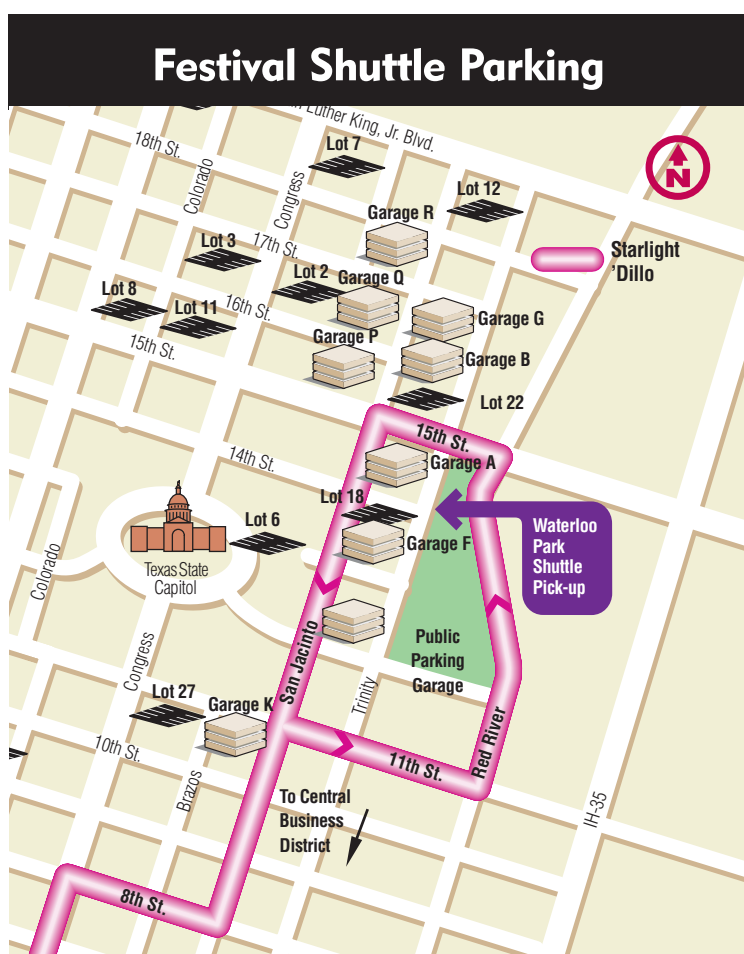 Festival Shuttle Parking
Luther King, Jr. Blvd.
18th St.
Lot 7
Colorado
Congress
Lot 12
N
Garage R
Lot 3
17th St.
Starlight
'Dillo
Lot 2
Garage Q
Lot 8
Lot 11
16th St.
Garage G
Garage P
15th St.
Garage B
Lot 22
15th St.
14th St.
Garage A
Lot 18
Lot 6
Garage F
Waterloo
Park
Shuttle
Pick-up
Texas State
Capitol
Colorado
Public
Parking
Garage
San Jacinto
Congress
Trinity
Lot 27
Garage K
10th St.
Brazos
11th St.
Red River
To Central
Business
District
IH-35
8th St.